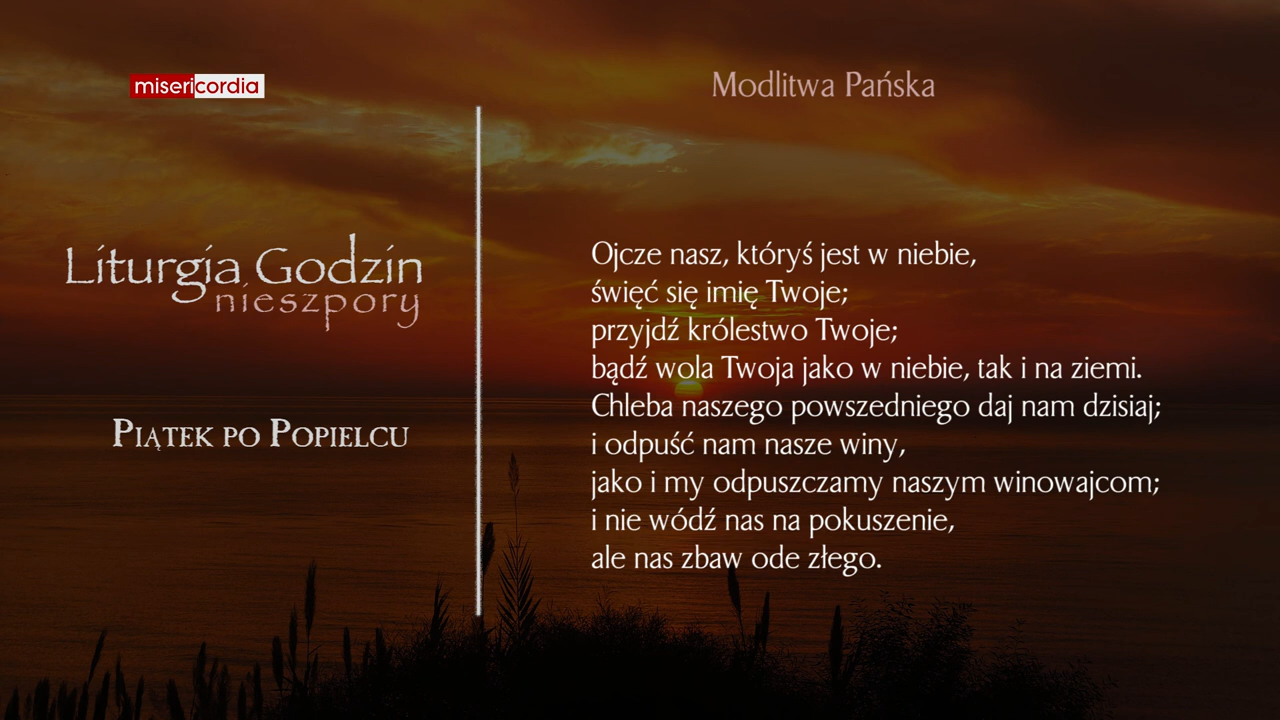 misericordia
Liturgia Godzin
nieszpory
Piątek po Popielcu
Modlitwa Pańska
Ojcze nasz, któryś jest w niebie,
święć się imię Twoje;
przyjdź królestwo Twoje;
bądź wola Twoja jako w niebie, tak i na ziemi.
Chleba naszego powszedniego daj nam dzisiaj;
i odpuść nam nasze winy,
jako i my odpuszczamy naszym winowajcom;
i nie wódź nas na pokuszenie,
ale nas zbaw ode złego.